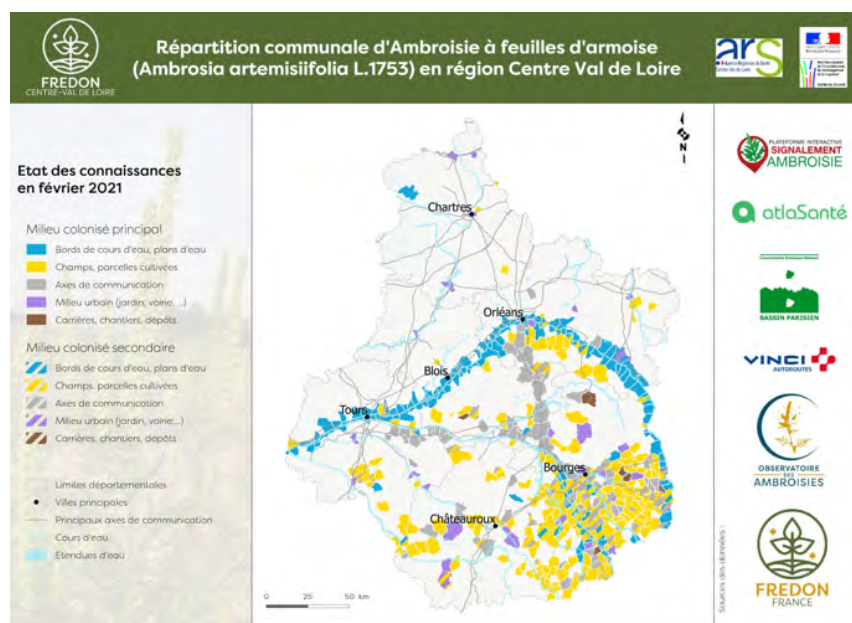 FREDON
CENTRE-VAL DE LOIRE
Répartition communale d'Ambroisie à feuilles d'armoise
(Ambrosia artemisiifolia L.1753) en région Centre Val de Loire
ars
Etat des connaissances
en février 2021
Milieu colonisé principal
Bords de cours d'eau, plans d'eau
Champs, parcelles cultivées
Axes de communication
Milieu urbain (jardin, voirie, ...)
Carrières, chantiers, dépôts
Milieu colonisé secondaire
Bords de cours d'eau, plans d'eau
Champs, parcelles cultivées
Axes de communication
Milieu urbain (jardin, voirie,...)
Carrières, chantiers, dépôts
Limites départementales
Villes principales
Principaux axes de communication
Cours d'eau
Etendues d'eau
N
Chartres
Orléans
Blois
Tours
Bourges
Châteauroux
0 25 50 km
PLATEFORME INTERACTIVE
SIGNALEMENT
AMBROISIE
atlaSanté
BASSIN PARISIEN
VINCI
AUTOROUTES
OBSERVATOIRE
DES
AMBROISIES
FREDON
FRANCE
Sources des données :